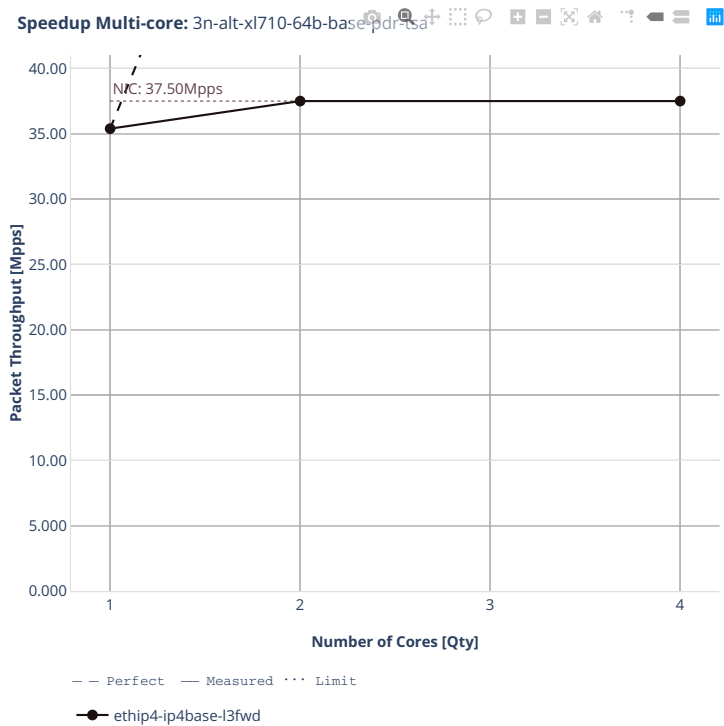 Speedup Multi-core: 3n-alt-xl710-64b-base-pdr-tsa
40.00
NIC: 37.50Mpps
35.00
30.00
25.00
20.00
15.00
10.00
5.000
0.000
Packet Throughput [Mpps]
1 2 3 4
Number of Cores [Qty]
Perfect Measured Limit
ethip4-ip4base-l3fwd